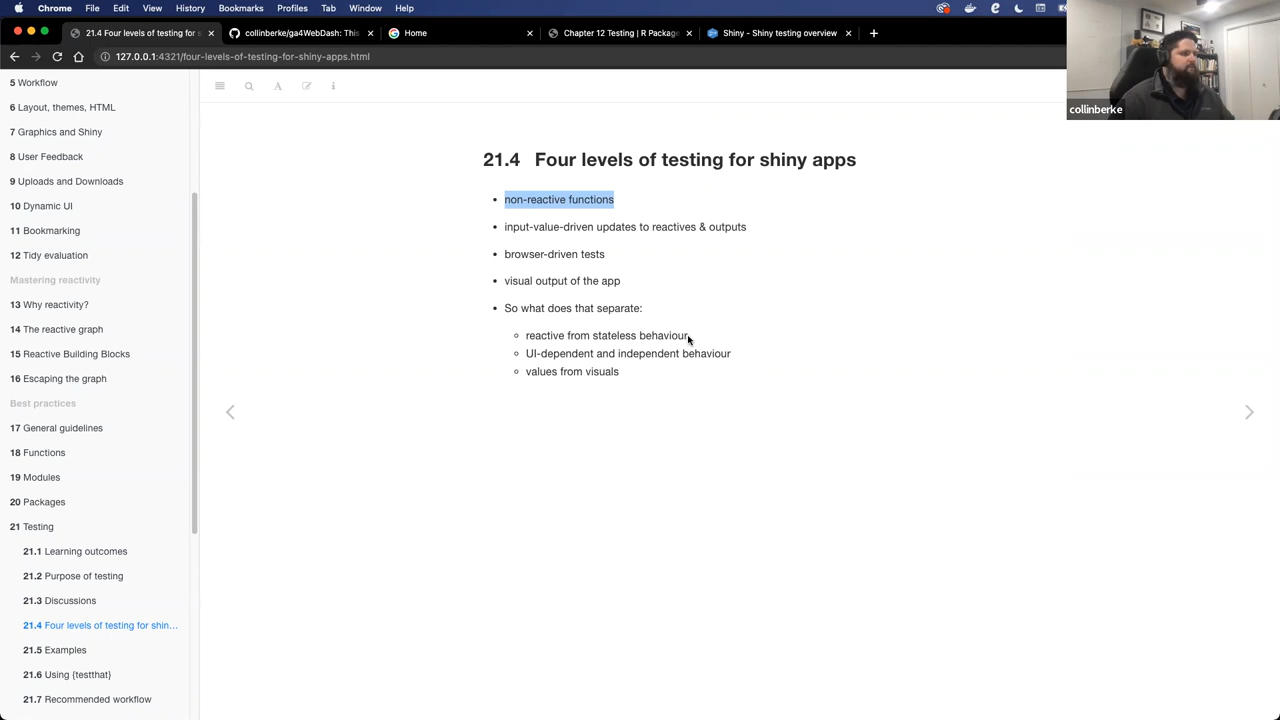 Chrome File Edit View History Bookmarks Profiles Tab Window Help
21.4 Four levels of testing for s
collinberke/ga4WebDash: This
Home
Chapter 12 Testing | R Package
Shiny - Shiny testing overview
127.0.0.1:4321/four-levels-of-testing-for-shiny-apps.html
collinberke
5 Workflow
6 Layout, themes, HTML
7 Graphics and Shiny
8 User Feedback
9 Uploads and Downloads
10 Dynamic UI
11 Bookmarking
12 Tidy evaluation
Mastering reactivity
13 Why reactivity?
14 The reactive graph
15 Reactive Building Blocks
16 Escaping the graph
Best practices
17 General guidelines
18 Functions
19 Modules
20 Packages
21 Testing
21.1 Learning outcomes
21.2 Purpose of testing
21.3 Discussions
21.4 Four levels of testing for shin...
21.5 Examples
21.6 Using {testthat}
21.7 Recommended workflow
21.4 Four levels of testing for shiny apps
• non-reactive functions
• input-value-driven updates to reactives & outputs
• browser-driven tests
• visual output of the app
• So what does that separate:
◦ reactive from stateless behaviour
◦ UI-dependent and independent behaviour
◦ values from visuals